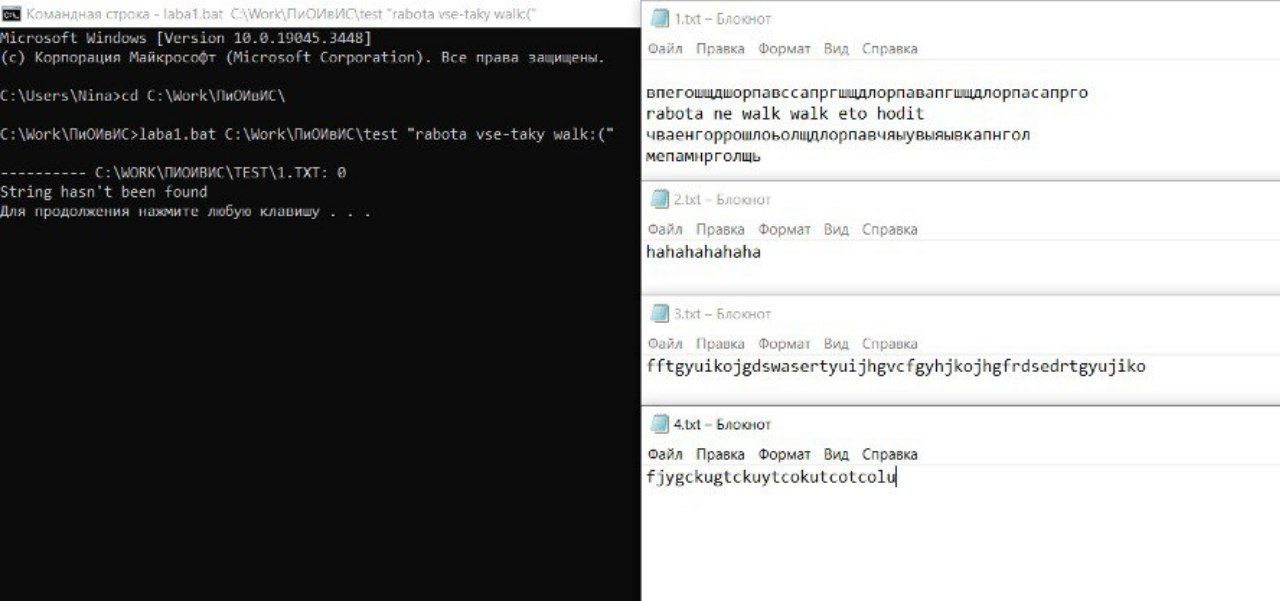 Командная строка - laba1.bat C:\Work\ПиОИвИС\test "rabota vse-taky walk:("
Microsoft Windows [Version 10.0.19045.3448]
(c) Корпорация Майкрософт (Microsoft Corporation). Все права защищены.
C:\Users\Nina>cd C:\Work\ПиОИвИС\
C:\Work\ПиОИвИС>laba1.bat C:\Work\ПиОИвИС\test "rabota vse-taky walk:("
---------- C:\WORK\ПИОИВИС\TEST\1.TXT: 0
String hasn't been found
Для продолжения нажмите любую клавишу . . .
1.txt – Блокнот
Файл Правка Формат Вид Справка
впегошщдшорпавссапргшщдлорпавапгшщдлорпасапрго
rabota ne walk walk eto hodit
чваенгоррошлоьолщдлорпавчяыувыяывкапнгол
мепамнрголщь
2.txt – Блокнот
Файл Правка Формат Вид Справка
hahahahahaha
3.txt – Блокнот
Файл Правка Формат Вид Справка
fftgyuikojgdswasertyuijhgvcfgyhjkojhgfrdsedrtgyujiko
4.txt – Блокнот
Файл Правка Формат Вид Справка
fjygckugtckuytcokutcotcolu